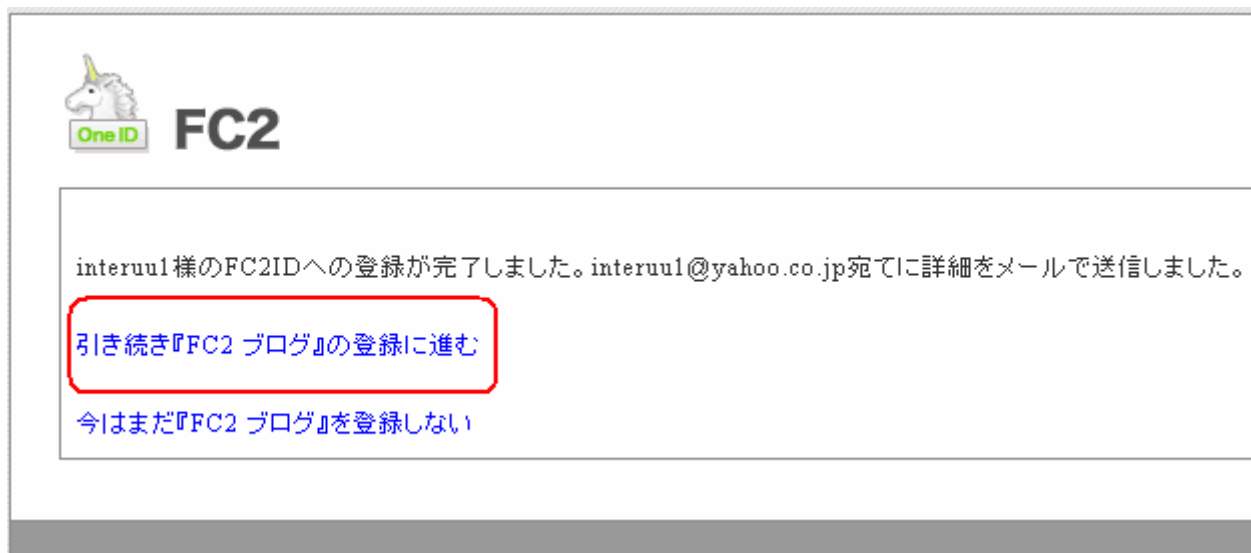 One ID
FC2
interuu1様のFC2IDへの登録が完了しました。interuu1@yahoo.co.jp宛てに詳細をメールで送信しました。
引き続き『FC2 ブログ』の登録に進む
今はまだ『FC2 ブログ』を登録しない